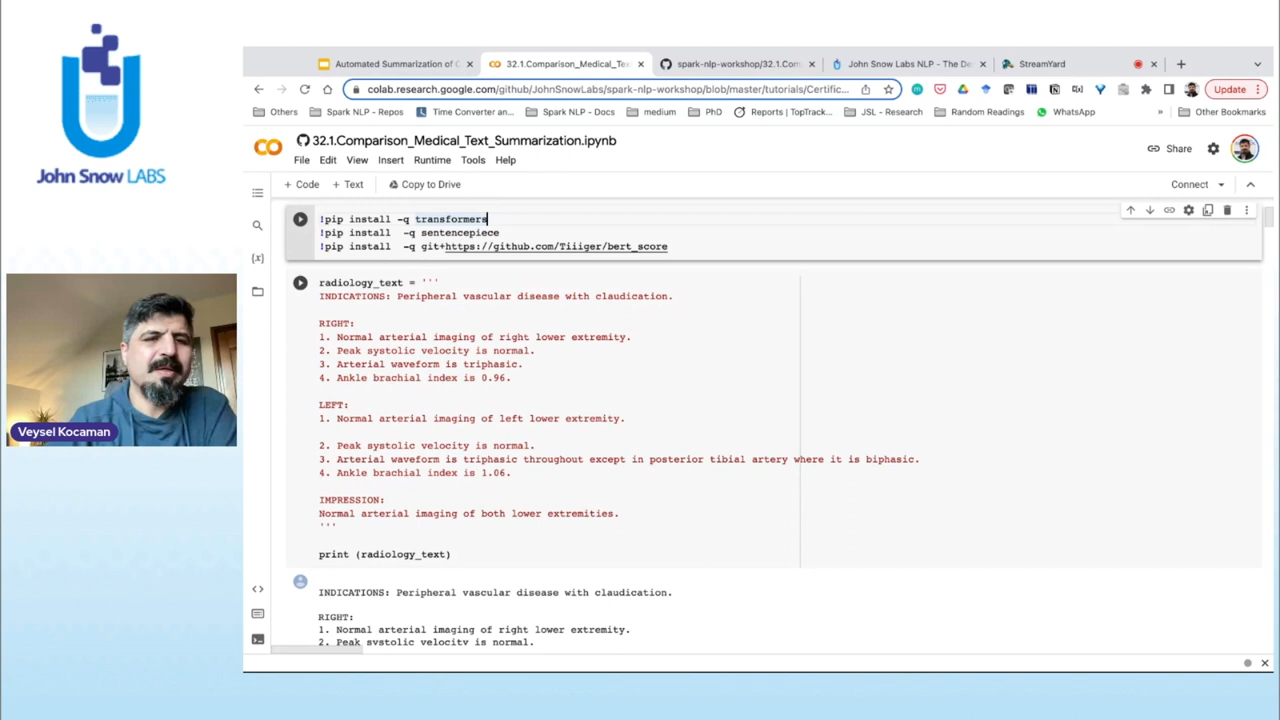 John Snow LABS
Automated Summarization of C
32.1.Comparison_Medical_Te
spark-nlp-workshop/32.1.Com
John Snow Labs NLP - The De
StreamYard
colab.research.google.com/github/JohnSnowLabs/spark-nlp-workshop/blob/master/tutorials/Certific...
Update
Others
Spark NLP - Repos
Time Converter an...
Spark NLP - Docs
medium
PhD
Reports | TopTrack...
JSL - Research
Random Readings
WhatsApp
»
Other Bookmarks
32.1.Comparison_Medical_Text_Summarization.ipynb
File Edit View Insert Runtime Tools Help
Share
+ Code + Text Copy to Drive
Connect
!pip install -q transformers
!pip install -q sentencepiece
!pip install -q git+https://github.com/Tiiiger/bert_score
radiology_text = '''
INDICATIONS: Peripheral vascular disease with claudication.
RIGHT:
1. Normal arterial imaging of right lower extremity.
2. Peak systolic velocity is normal.
3. Arterial waveform is triphasic.
4. Ankle brachial index is 0.96.
LEFT:
1. Normal arterial imaging of left lower extremity.
2. Peak systolic velocity is normal.
3. Arterial waveform is triphasic throughout except in posterior tibial artery where it is biphasic.
4. Ankle brachial index is 1.06.
IMPRESSION:
Normal arterial imaging of both lower extremities.
'''
print (radiology_text)
INDICATIONS: Peripheral vascular disease with claudication.
RIGHT:
1. Normal arterial imaging of right lower extremity.
2. Peak systolic velocity is normal.
Veysel Kocaman